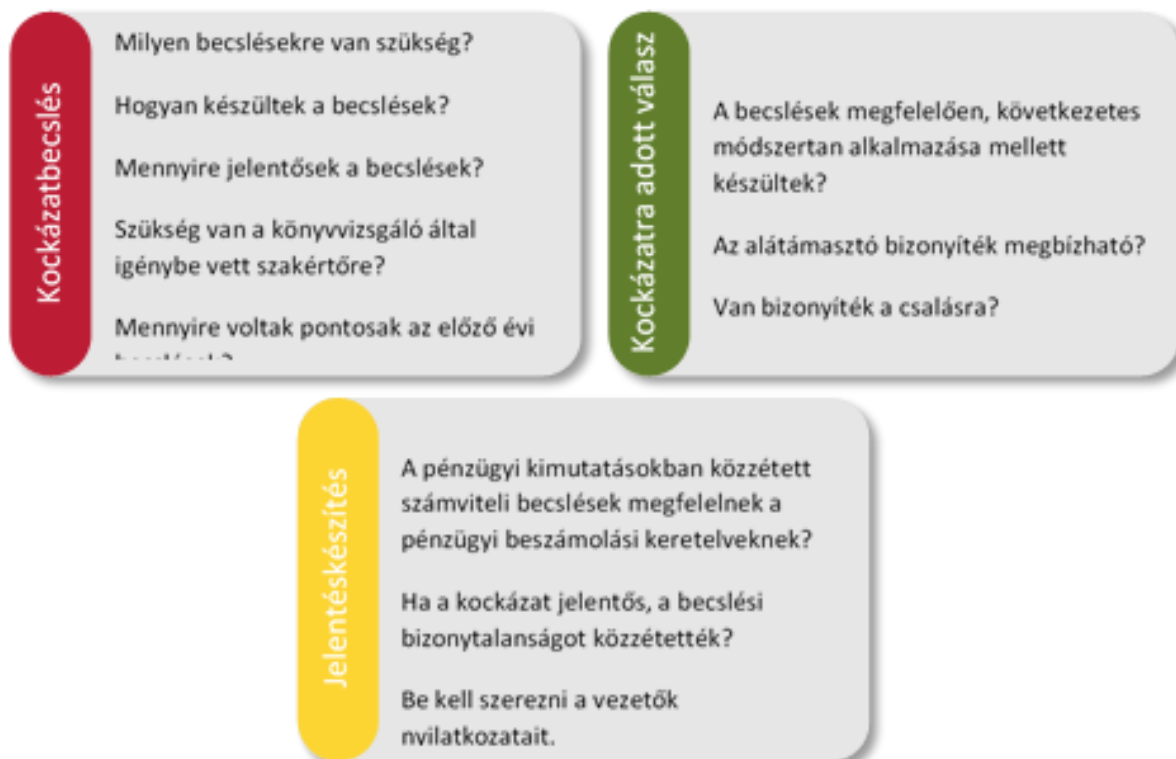 Kockázatbecslés
Milyen becslésekre van szükség?
Hogyan készültek a becslések?
Mennyire jelentősek a becslések?
Szükség van a könyvvizsgáló által
igénybe vett szakértőre?
Mennyire voltak pontosak az előző évi
Kockázatra adott válasz
A becslések megfelelően, következetes
módszertan alkalmazása mellett
készültek?
Az alátámasztó bizonyíték megbízható?
Van bizonyíték a csalásra?
Jelentéskészítés
A pénzügyi kimutatásokban közzétett
számviteli becslések megfelelnek a
pénzügyi beszámolási keretelveknek?
Ha a kockázat jelentős, a becslési
bizonytalanságot közzétették?
Be kell szerezni a vezetők
nyilatkozatait.